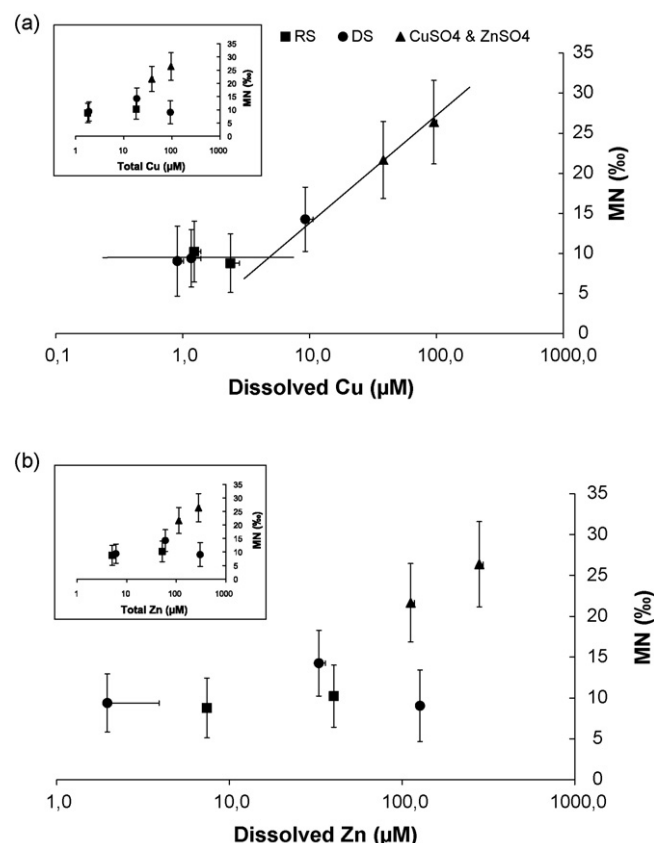 (a)
RS DS CuSO4 & ZnSO4
35
30
25
20
15
10
5
0
MN (‰)
1 10 100 1000
Total Cu (µM)
35
30
25
20
15
10
5
0
MN (‰)
0,1 1,0 10,0 100,0 1000,0
Dissolved Cu (µM)
(b)
35
30
25
20
15
10
5
0
MN (‰)
1 10 100 1000
Total Zn (µM)
35
30
25
20
15
10
5
0
MN (‰)
1,0 10,0 100,0 1000,0
Dissolved Zn (µM)